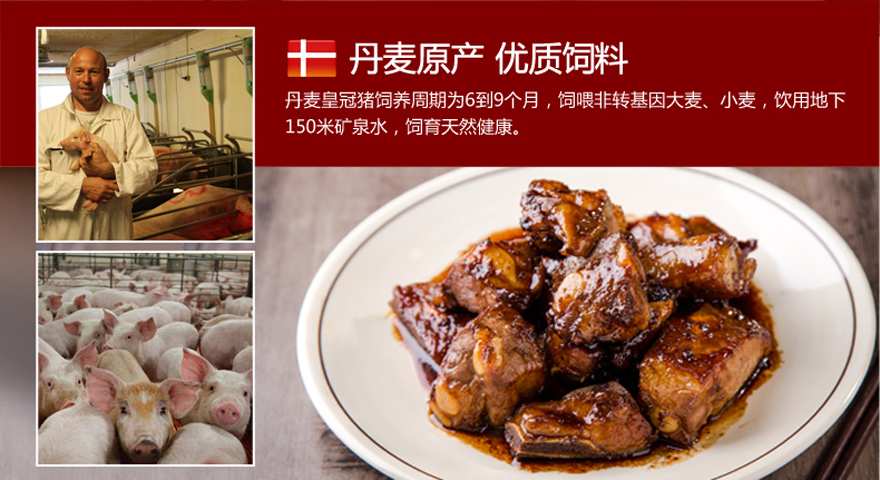 丹麦原产 优质饲料
丹麦皇冠猪饲养周期为6到9个月，饲喂非转基因大麦、小麦，饮用地下
150米矿泉水，饲育天然健康。